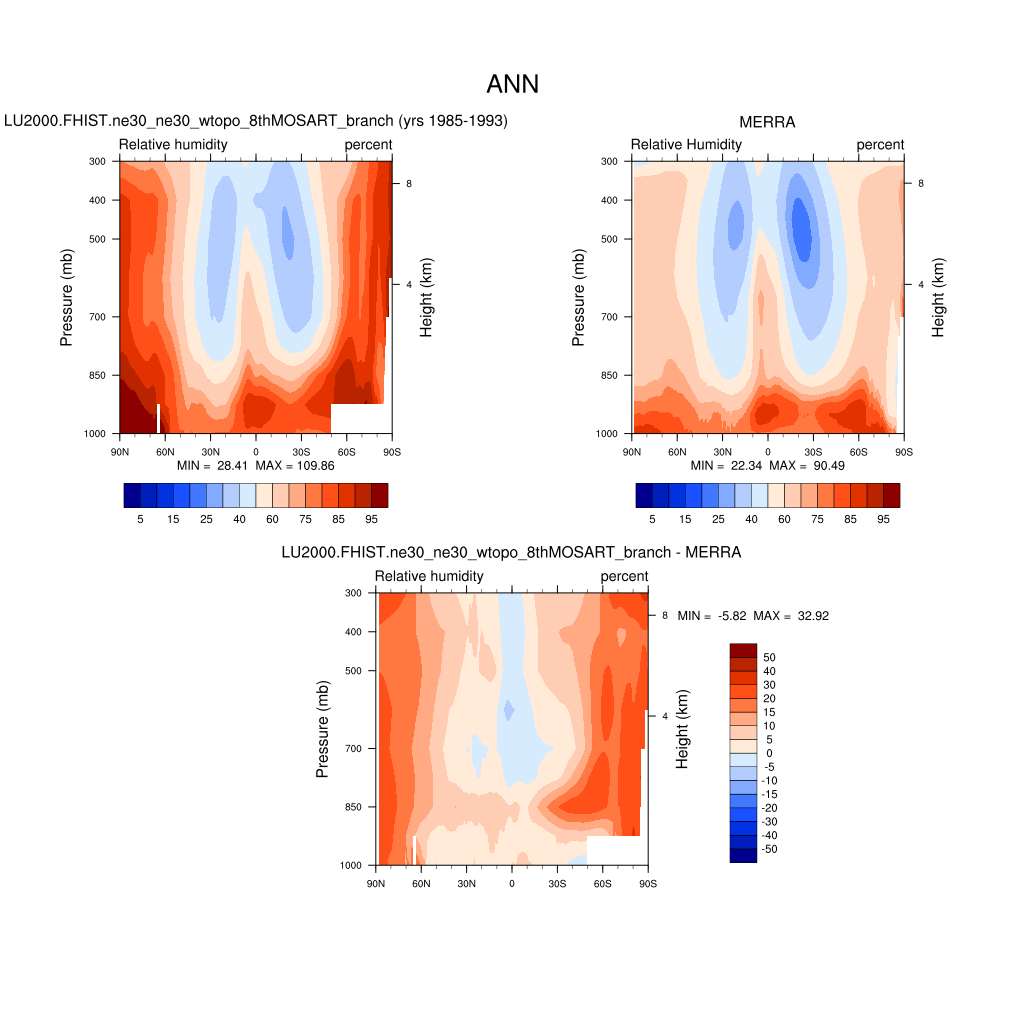 ANN
LU2000.FHIST.ne30_ne30_wtopo_8thMOSART_branch (yrs 1985-1993)
Relative humidity percent
300
400
500
700
850
1000
Pressure (mb)
8
4
Height (km)
90N 60N 30N 0 30S 60S 90S
MIN = 28.41 MAX = 109.86
5 15 25 40 60 75 85 95
MERRA
Relative Humidity percent
300
400
500
700
850
1000
Pressure (mb)
8
4
Height (km)
90N 60N 30N 0 30S 60S 90S
MIN = 22.34 MAX = 90.49
5 15 25 40 60 75 85 95
LU2000.FHIST.ne30_ne30_wtopo_8thMOSART_branch - MERRA
Relative humidity percent
300
400
500
700
850
1000
Pressure (mb)
8
4
Height (km)
90N 60N 30N 0 30S 60S 90S
MIN = -5.82 MAX = 32.92
50
40
30
20
15
10
5
0
-5
-10
-15
-20
-30
-40
-50